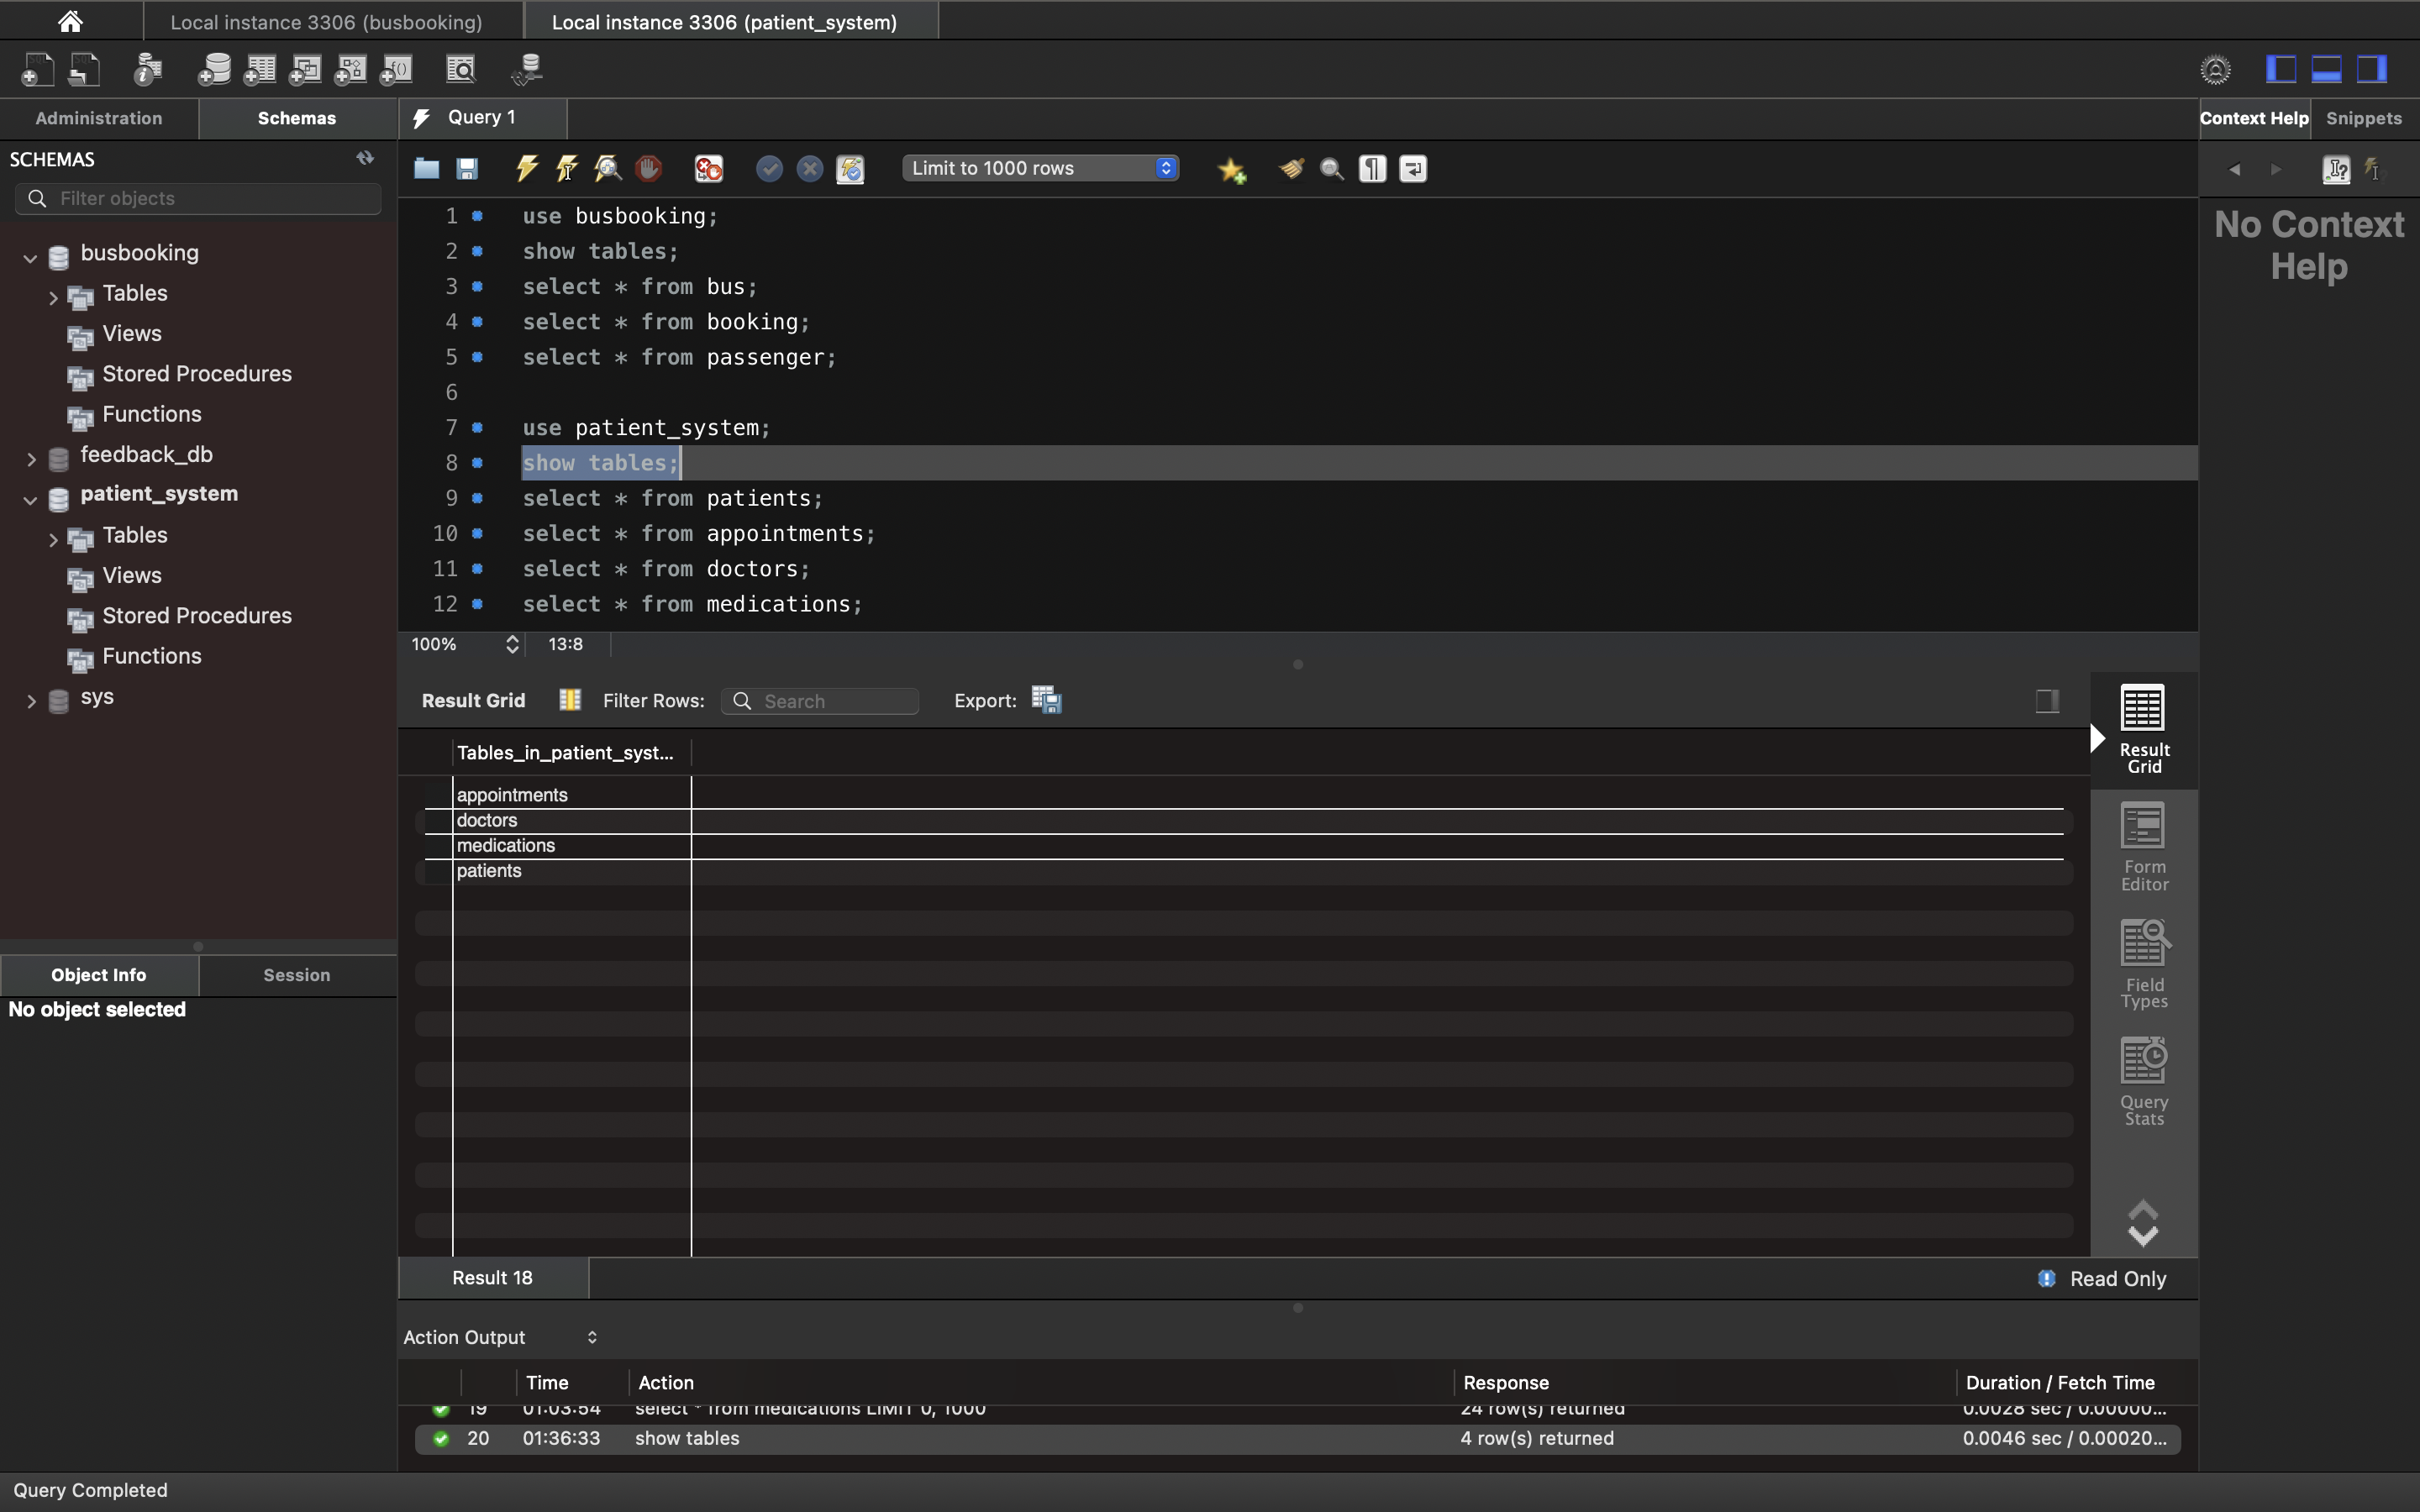 Local instance 3306 (busbooking)
Local instance 3306 (patient_system)
Administration
Schemas
Query 1
Context Help
Snippets
SCHEMAS
Filter objects
Limit to 1000 rows
No Context
Help
busbooking
Tables
Views
Stored Procedures
Functions
feedback_db
patient_system
Tables
Views
Stored Procedures
Functions
sys
1 use busbooking;
2 show tables;
3 select * from bus;
4 select * from booking;
5 select * from passenger;
6
7 use patient_system;
8 show tables;
9 select * from patients;
10 select * from appointments;
11 select * from doctors;
12 select * from medications;
100% 13:8
Result Grid Filter Rows: Search Export:
Tables_in_patient_syst...
appointments
doctors
medications
patients
Result
Grid
Form
Editor
Field
Types
Query
Stats
Object Info
Session
No object selected
Result 18
Read Only
Action Output
Time Action Response Duration / Fetch Time
19 01:03:54 select * from medications LIMIT 0, 1000 24 row(s) returned 0.0028 sec / 0.00000...
20 01:36:33 show tables 4 row(s) returned 0.0046 sec / 0.00020...
Query Completed